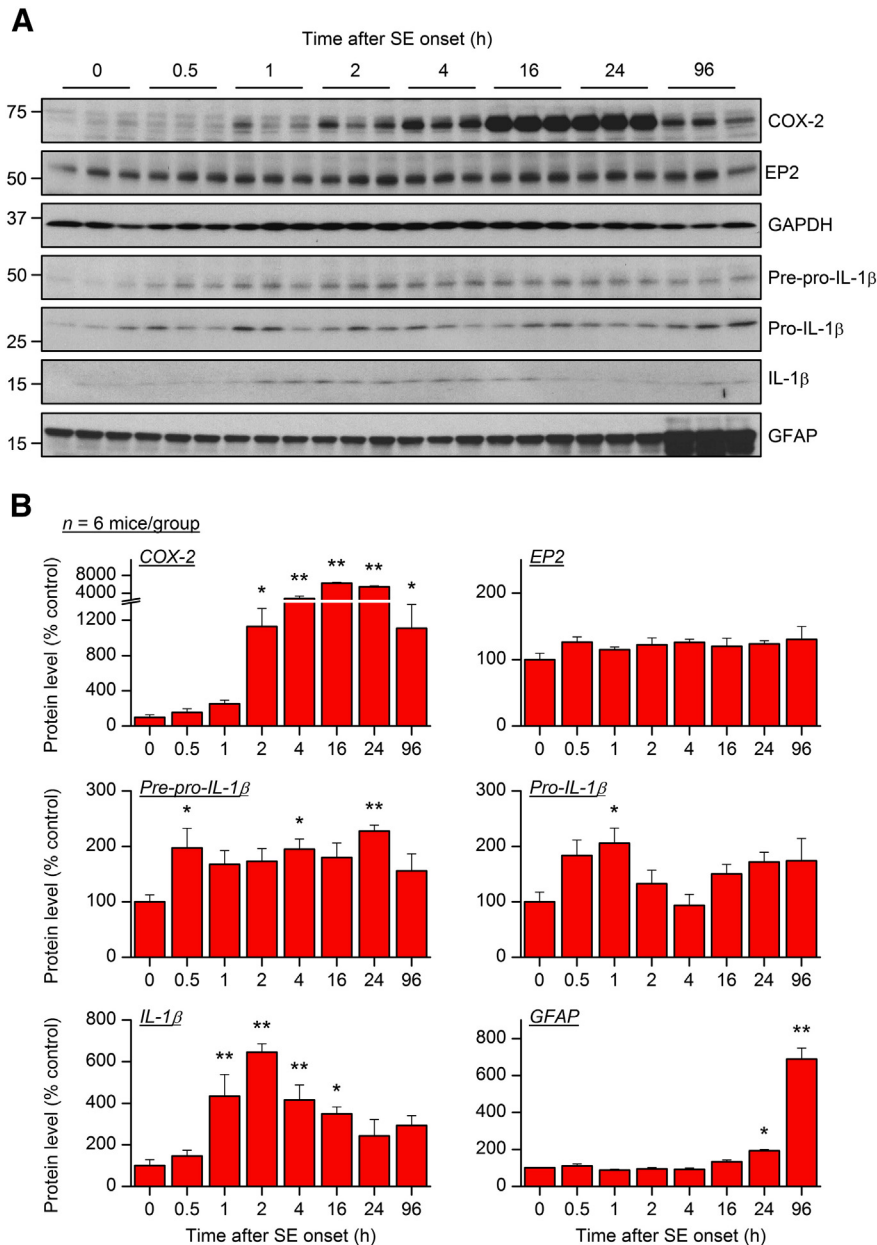 A
Time after SE onset (h)
0 0.5 1 2 4 16 24 96
75
COX-2
50
EP2
37
GAPDH
50
Pre-pro-IL-1β
25
Pro-IL-1β
15
IL-1β
15
GFAP
B
n = 6 mice/group
COX-2
Protein level (% control)
8000
4000
1200
800
400
0
* ** ** ** *
0 0.5 1 2 4 16 24 96
EP2
200
100
0
0 0.5 1 2 4 16 24 96
Pre-pro-IL-1β
Protein level (% control)
300
200
100
0
* * **
0 0.5 1 2 4 16 24 96
Pro-IL-1β
300
200
100
0
*
0 0.5 1 2 4 16 24 96
IL-1β
Protein level (% control)
800
600
400
200
0
** ** ** *
0 0.5 1 2 4 16 24 96
Time after SE onset (h)
GFAP
800
600
400
200
0
* **
0 0.5 1 2 4 16 24 96
Time after SE onset (h)